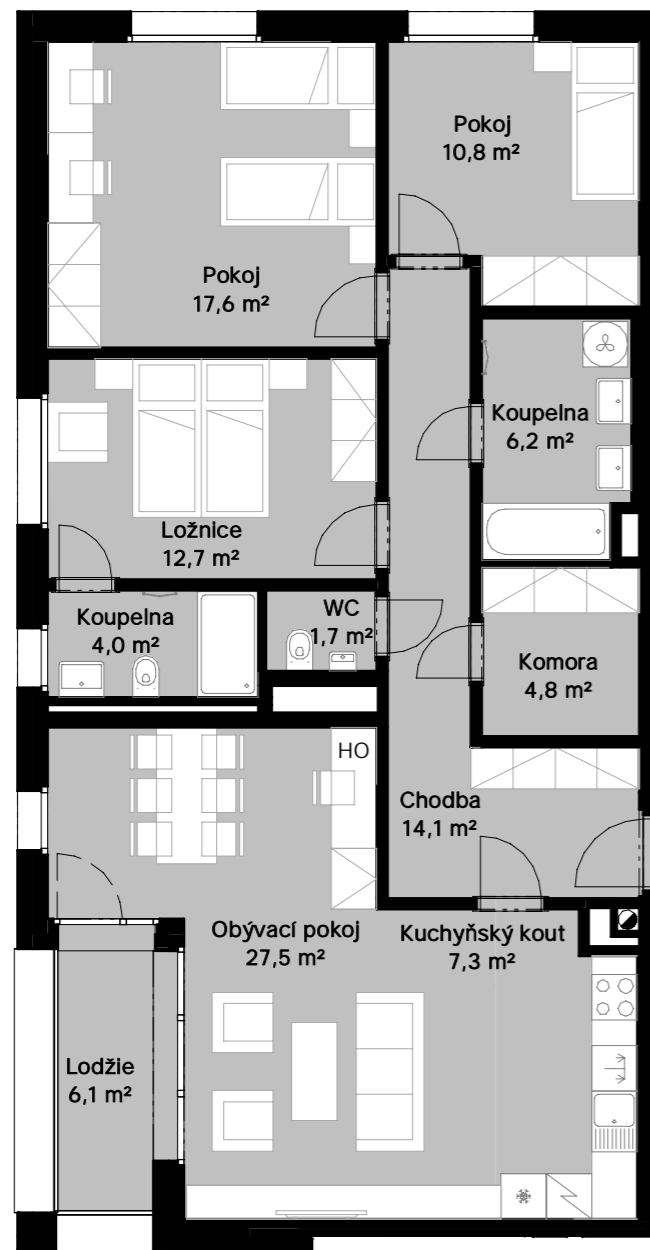 Pokoj
10,8 m²
Pokoj
17,6 m²
Koupelna
6,2 m²
Ložnice
12,7 m²
Koupelna
4,0 m²
WC
1,7 m²
Komora
4,8 m²
HO
Chodba
14,1 m²
Obývací pokoj
27,5 m²
Kuchyňský kout
7,3 m²
Lodžie
6,1 m²